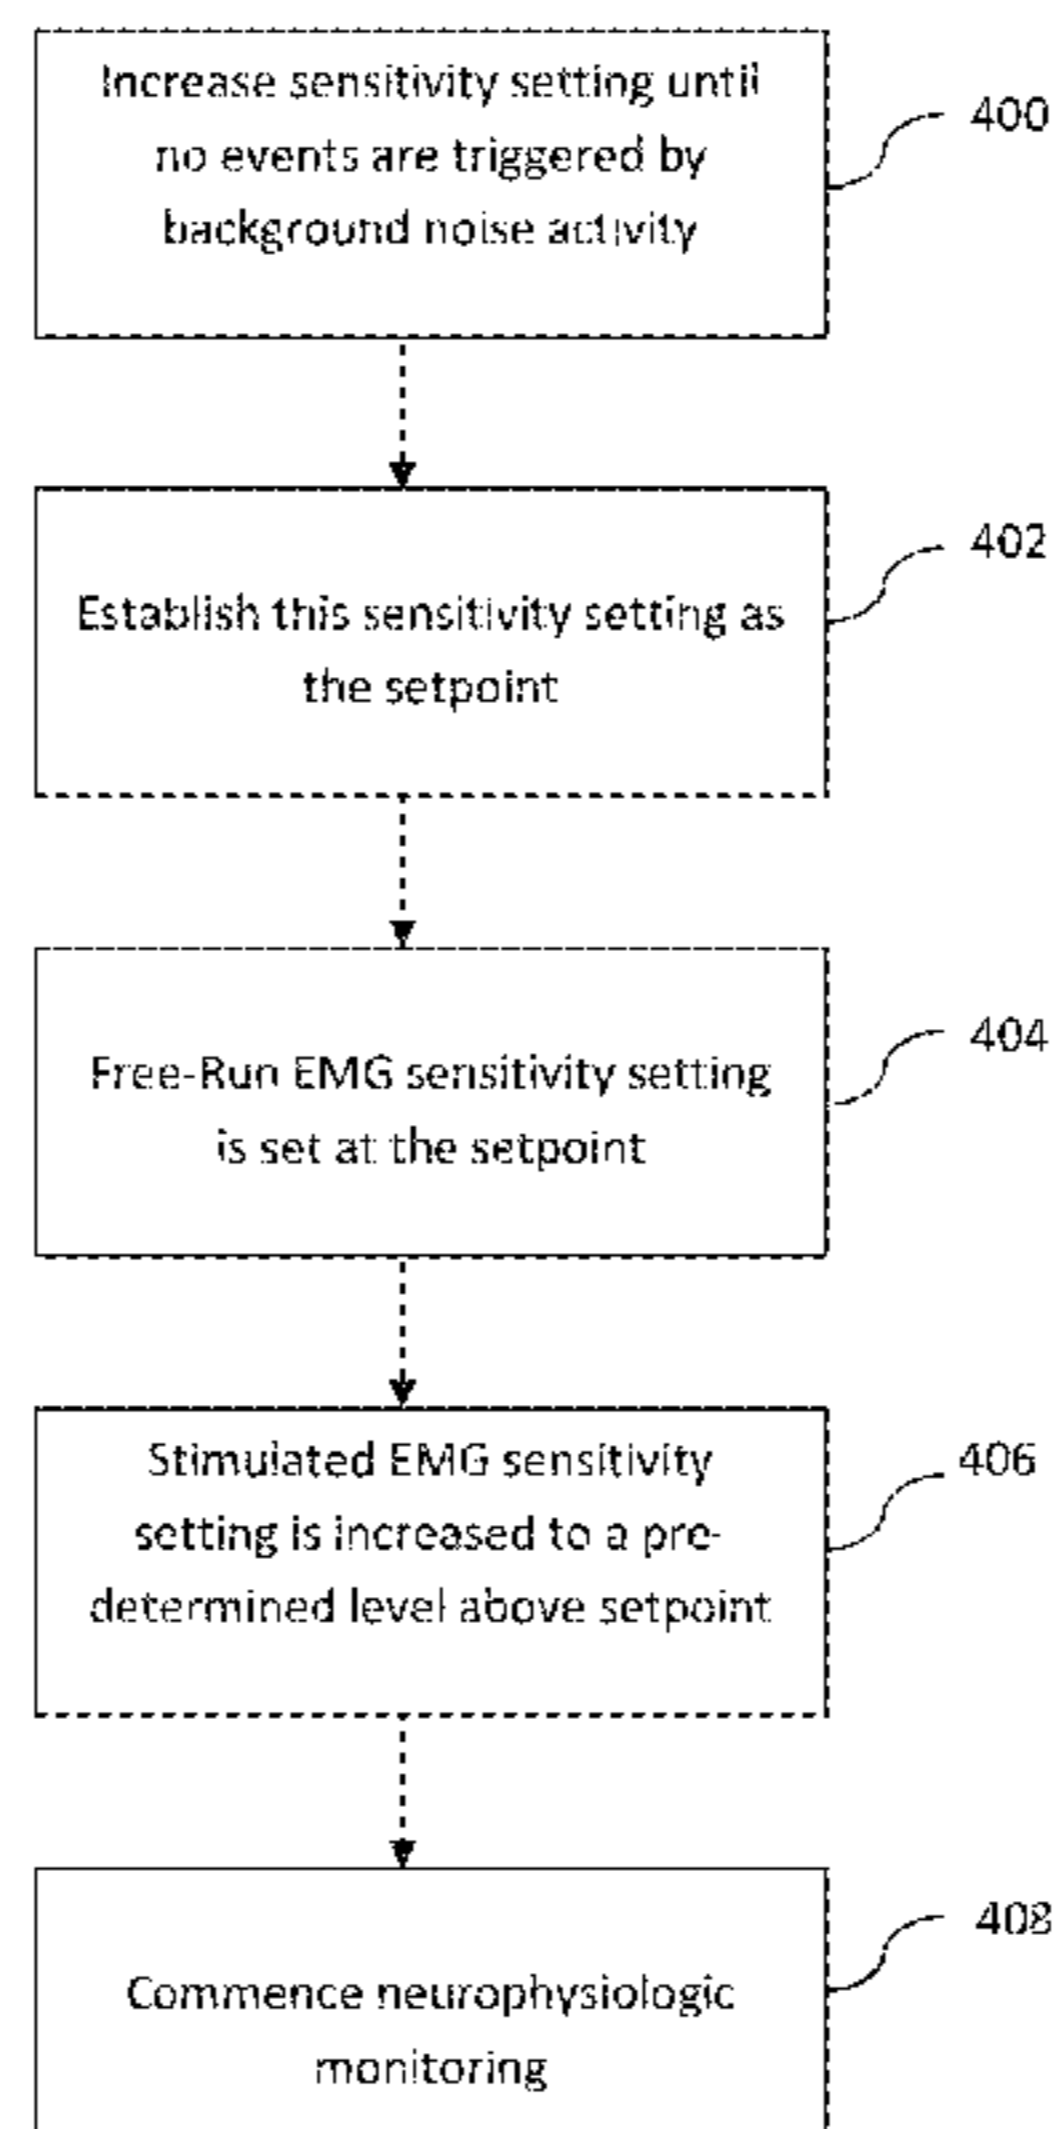 Increase sensitivity setting until
no events are triggered by
background noise activity
400
Establish this sensitivity setting as
the setpoint
402
Free-Run EMG sensitivity setting
is set at the setpoint
404
Stimulated EMG sensitivity
setting is increased to a pre-
determined level above setpoint
406
Commence neurophysiologic
monitoring
408